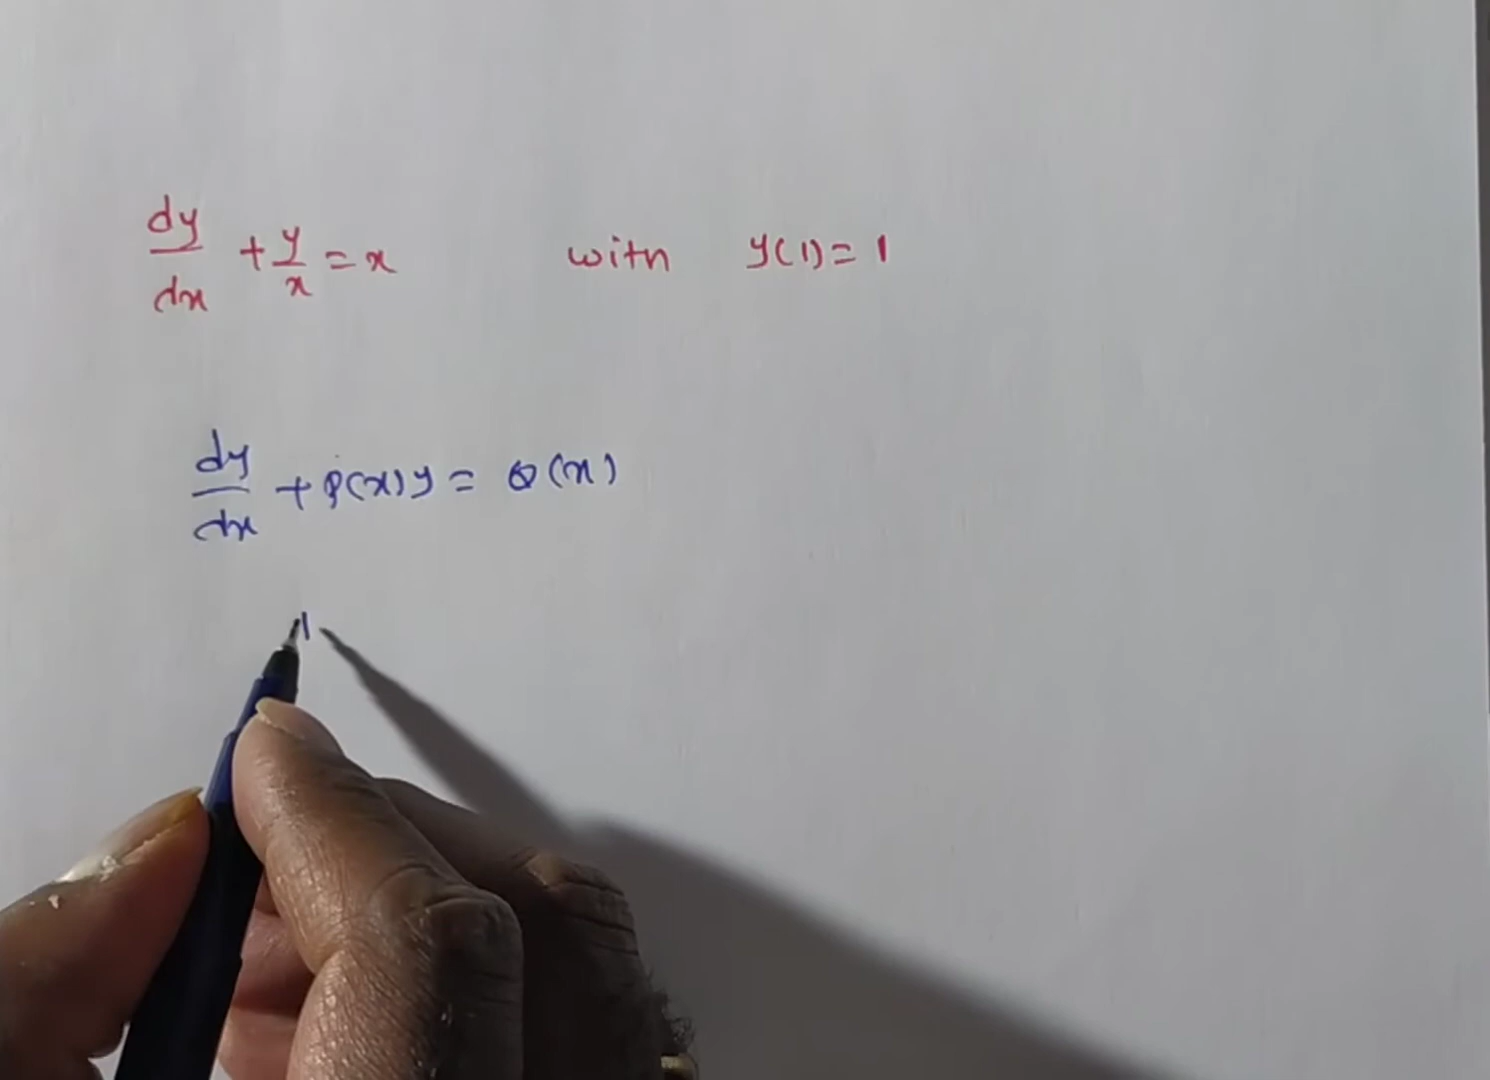 dy/dx + y/x = x with y(1) = 1
dy/dx + P(x)y = Q(x)